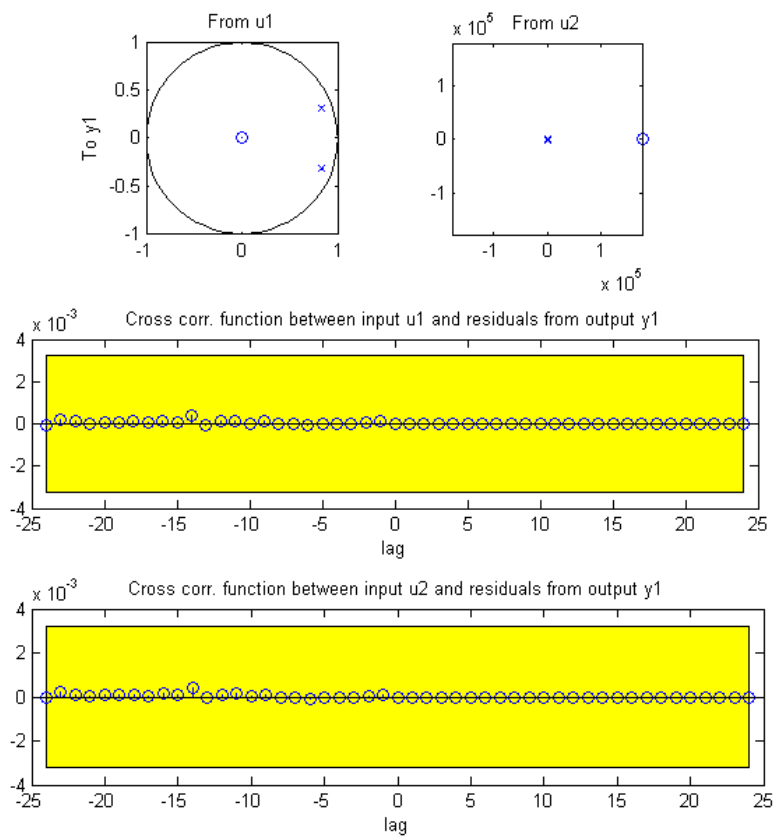 From u1
1
0.5
0
-0.5
-1
-1 0 1
To y1
x 10^5
From u2
1
0
-1
-1 0 1
x 10^5
x 10^-3
Cross corr. function between input u1 and residuals from output y1
4
2
0
-2
-4
-25 -20 -15 -10 -5 0 5 10 15 20 25
lag
x 10^-3
Cross corr. function between input u2 and residuals from output y1
4
2
0
-2
-4
-25 -20 -15 -10 -5 0 5 10 15 20 25
lag